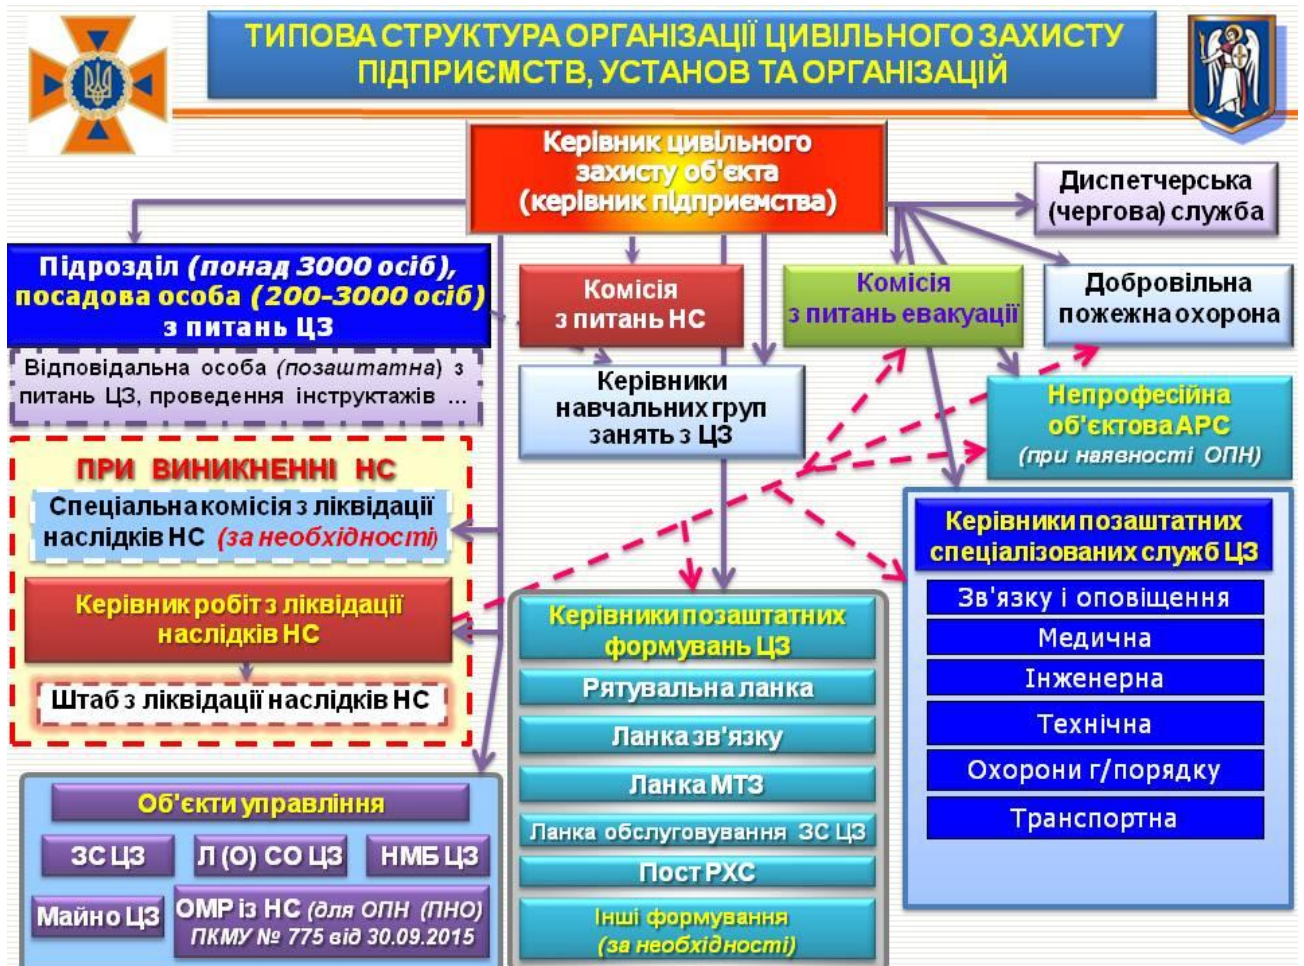 ТИПОВА СТРУКТУРА ОРГАНІЗАЦІЇ ЦИВІЛЬНОГО ЗАХИСТУ
ПІДПРИЄМСТВ, УСТАНОВ ТА ОРГАНІЗАЦІЙ
Керівник цивільного
захисту об'єкта
(керівник підприємства)
Диспетчерська
(чергова) служба
Підрозділ (понад 3000 осіб),
посадова особа (200-3000 осіб)
з питань ЦЗ
Комісія
з питань НС
Комісія
з питань евакуації
Добровільна
пожежна охорона
Відповідальна особа (позаштатна) з
питань ЦЗ, проведення інструктажів ...
Керівники
навчальних груп
занять з ЦЗ
Непрофесійна
об'єктова АРС
(при наявності ОПН)
ПРИ ВИНИКНЕННІ НС
Спеціальна комісія з ліквідації
наслідків НС (за необхідності)
Керівник робіт з ліквідації
наслідків НС
Штаб з ліквідації наслідків НС
Керівники позаштатних
спеціалізованих служб ЦЗ
Зв'язку і оповіщення
Медична
Інженерна
Технічна
Охорони г/порядку
Транспортна
Керівники позаштатних
формувань ЦЗ
Рятувальна ланка
Ланка зв'язку
Ланка МТЗ
Ланка обслуговування ЗС ЦЗ
Пост РХС
Інші формування
(за необхідності)
Об'єкти управління
ЗС ЦЗ
Л (О) СО ЦЗ
НМБ ЦЗ
Майно ЦЗ
ОМР із НС (для ОПН (ПНО)
ПКМУ № 775 від 30.09.2015